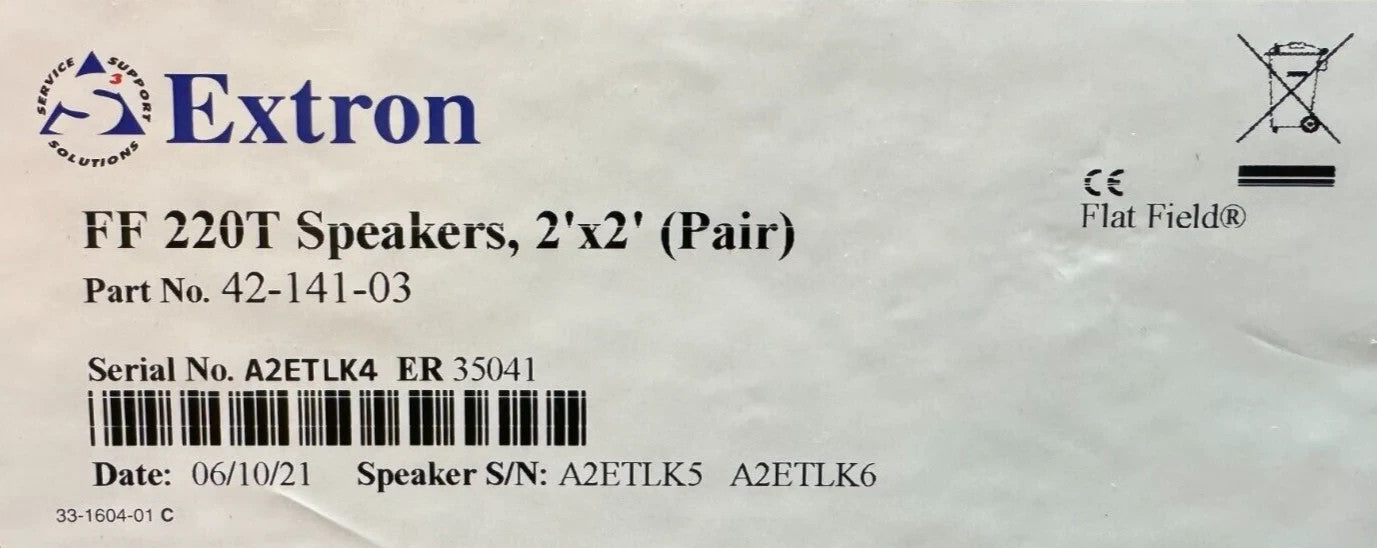 SERVICE SUPPORT SOLUTIONS
S3
Extron
FF 220T Speakers, 2'x2' (Pair)
Part No. 42-141-03
CE
Flat Field®
Serial No. A2ETLK4 ER 35041
Date: 06/10/21 Speaker S/N: A2ETLK5 A2ETLK6
33-1604-01 C